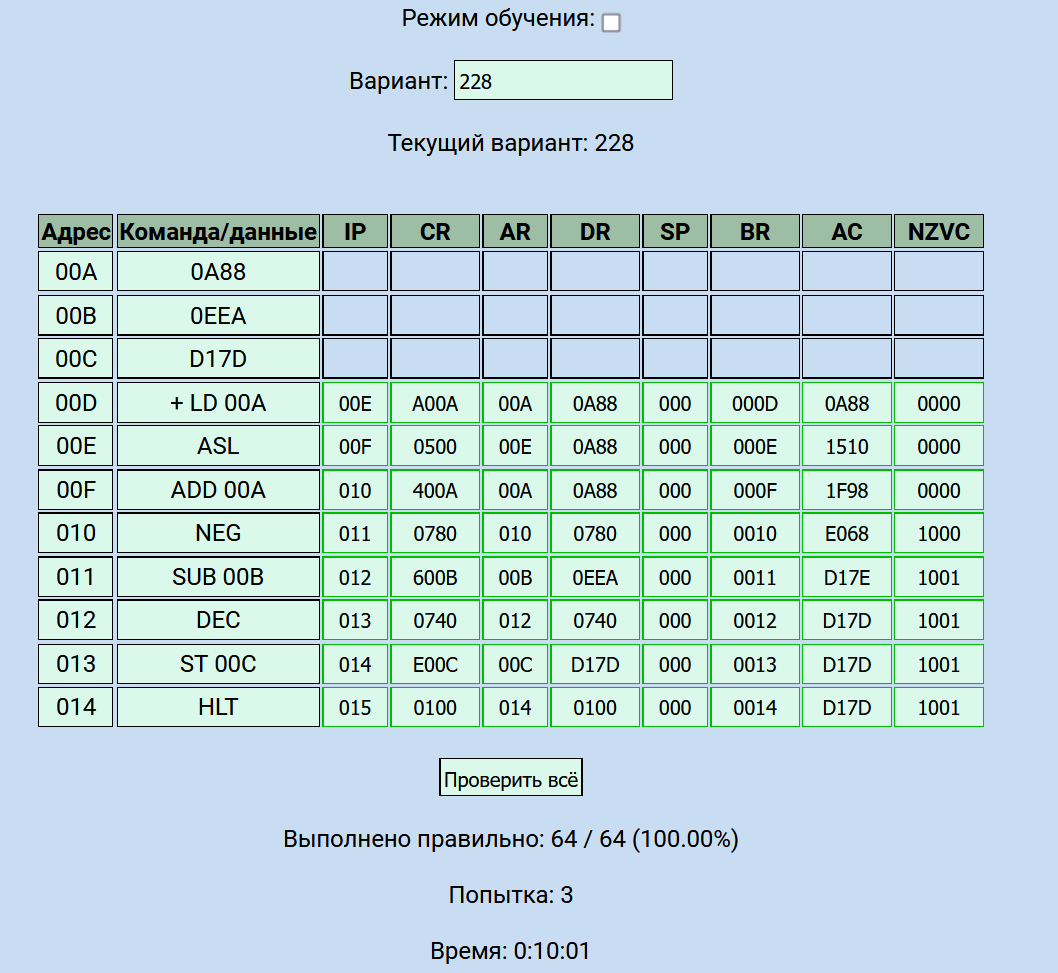 Режим обучения:
Вариант: 228
Текущий вариант: 228
Адрес Команда/данные IP CR AR DR SP BR AC NZVC
00A 0A88
00B 0EEA
00C D17D
00D + LD 00A 00E A00A 00A 0A88 000 000D 0A88 0000
00E ASL 00F 0500 00E 0A88 000 000E 1510 0000
00F ADD 00A 010 400A 00A 0A88 000 000F 1F98 0000
010 NEG 011 0780 010 0780 000 0010 E068 1000
011 SUB 00B 012 600B 00B 0EEA 000 0011 D17E 1001
012 DEC 013 0740 012 0740 000 0012 D17D 1001
013 ST 00C 014 E00C 00C D17D 000 0013 D17D 1001
014 HLT 015 0100 014 0100 000 0014 D17D 1001
Проверить всё
Выполнено правильно: 64 / 64 (100.00%)
Попытка: 3
Время: 0:10:01